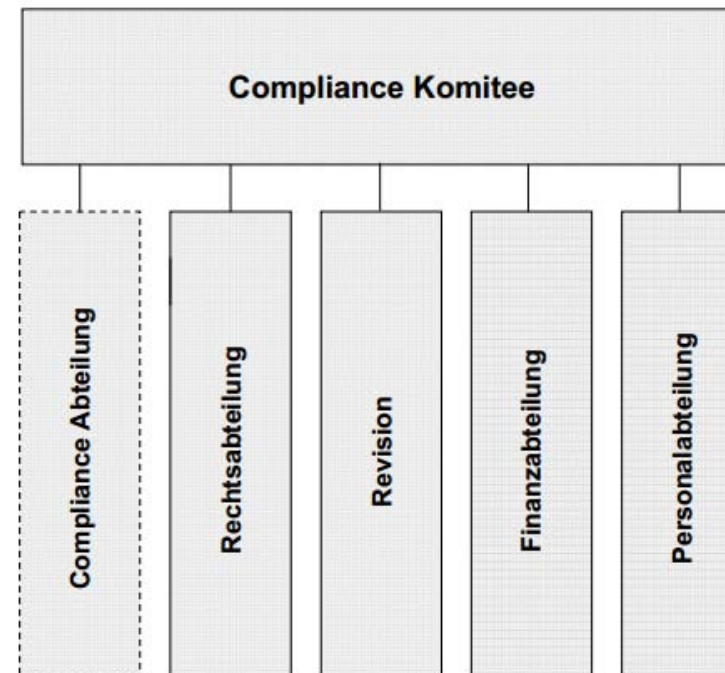 Compliance Komitee
Compliance Abteilung
Rechtsabteilung
Revision
Finanzabteilung
Personalabteilung